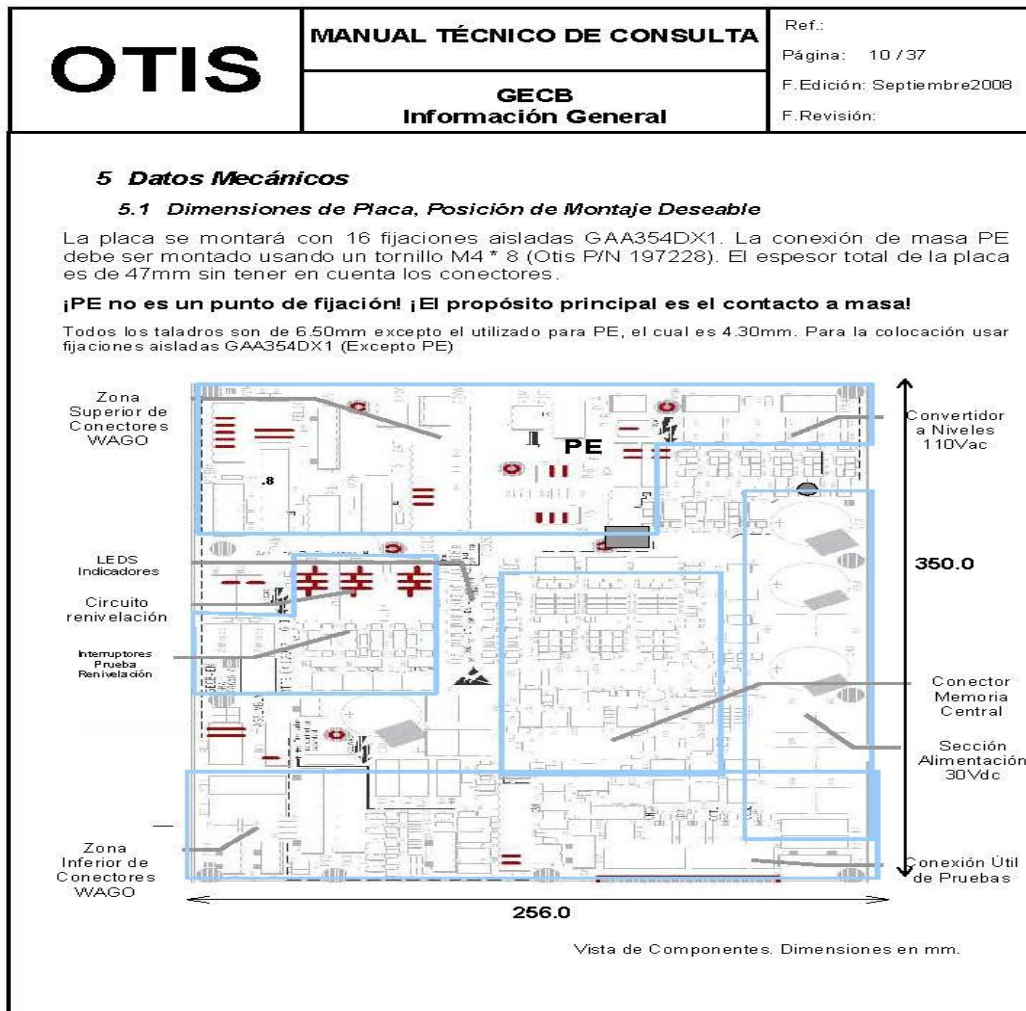 OTIS
MANUAL TÉCNICO DE CONSULTA
GECB
Información General
Ref.:
Página: 10 / 37
F.Edición: Septiembre2008
F.Revisión:
5 Datos Mecánicos
5.1 Dimensiones de Placa, Posición de Montaje Deseable
La placa se montará con 16 fijaciones aisladas GAA354DX1. La conexión de masa PE
debe ser montado usando un tornillo M4 * 8 (Otis P/N 197228). El espesor total de la placa
es de 47mm sin tener en cuenta los conectores.
¡PE no es un punto de fijación! ¡El propósito principal es el contacto a masa!
Todos los taladros son de 6.50mm excepto el utilizado para PE, el cual es 4.30mm. Para la colocación usar
fijaciones aisladas GAA354DX1 (Excepto PE)
Zona
Superior de
Conectores
WAGO
PE
.8
Convertidor
a Niveles
110Vac
LEDS
Indicadores
350.0
Circuito
renivelación
Interruptores
Prueba
Renivelación
Conector
Memoria
Central
Sección
Alimentación
30Vdc
Zona
Inferior de
Conectores
WAGO
Conexión Útil
de Pruebas
256.0
Vista de Componentes. Dimensiones en mm.